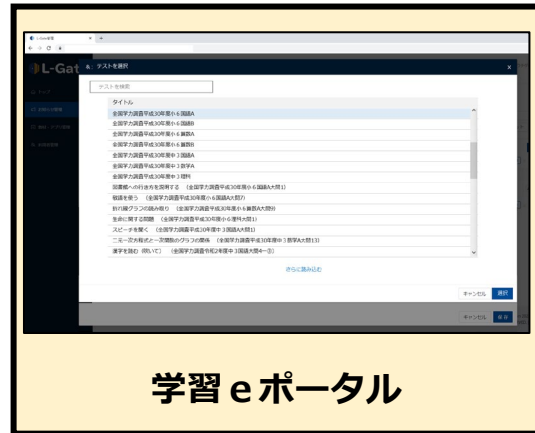 L-Gate管理
L-Gat
テストを選択
テストを検索
タイトル
全国学力調査平成30年度小６国語A
全国学力調査平成30年度小６国語B
全国学力調査平成30年度小６算数A
全国学力調査平成30年度小６算数B
全国学力調査平成30年度中３国語A
全国学力調査平成30年度中３数学A
全国学力調査平成30年度中３理科
図書館への行き方を説明する （全国学力調査平成30年度小６国語A大問1）
敬語を使う （全国学力調査平成30年度小６国語A大問7）
折れ線グラフの読み取り （全国学力調査平成30年度小６算数A大問9）
生命に関する問題 （全国学力調査平成30年度小６理科大問1）
スピーチを聞く （全国学力調査平成30年度中３国語A大問1）
二元一次方程式と一次関数のグラフの関係 （全国学力調査平成30年度中３数学A大問13）
漢字を読む（吹いて） （全国学力調査令和2年度中３国語大問4一③）
さらに読み込む
キャンセル 選択
キャンセル 保存
学習 e ポータル